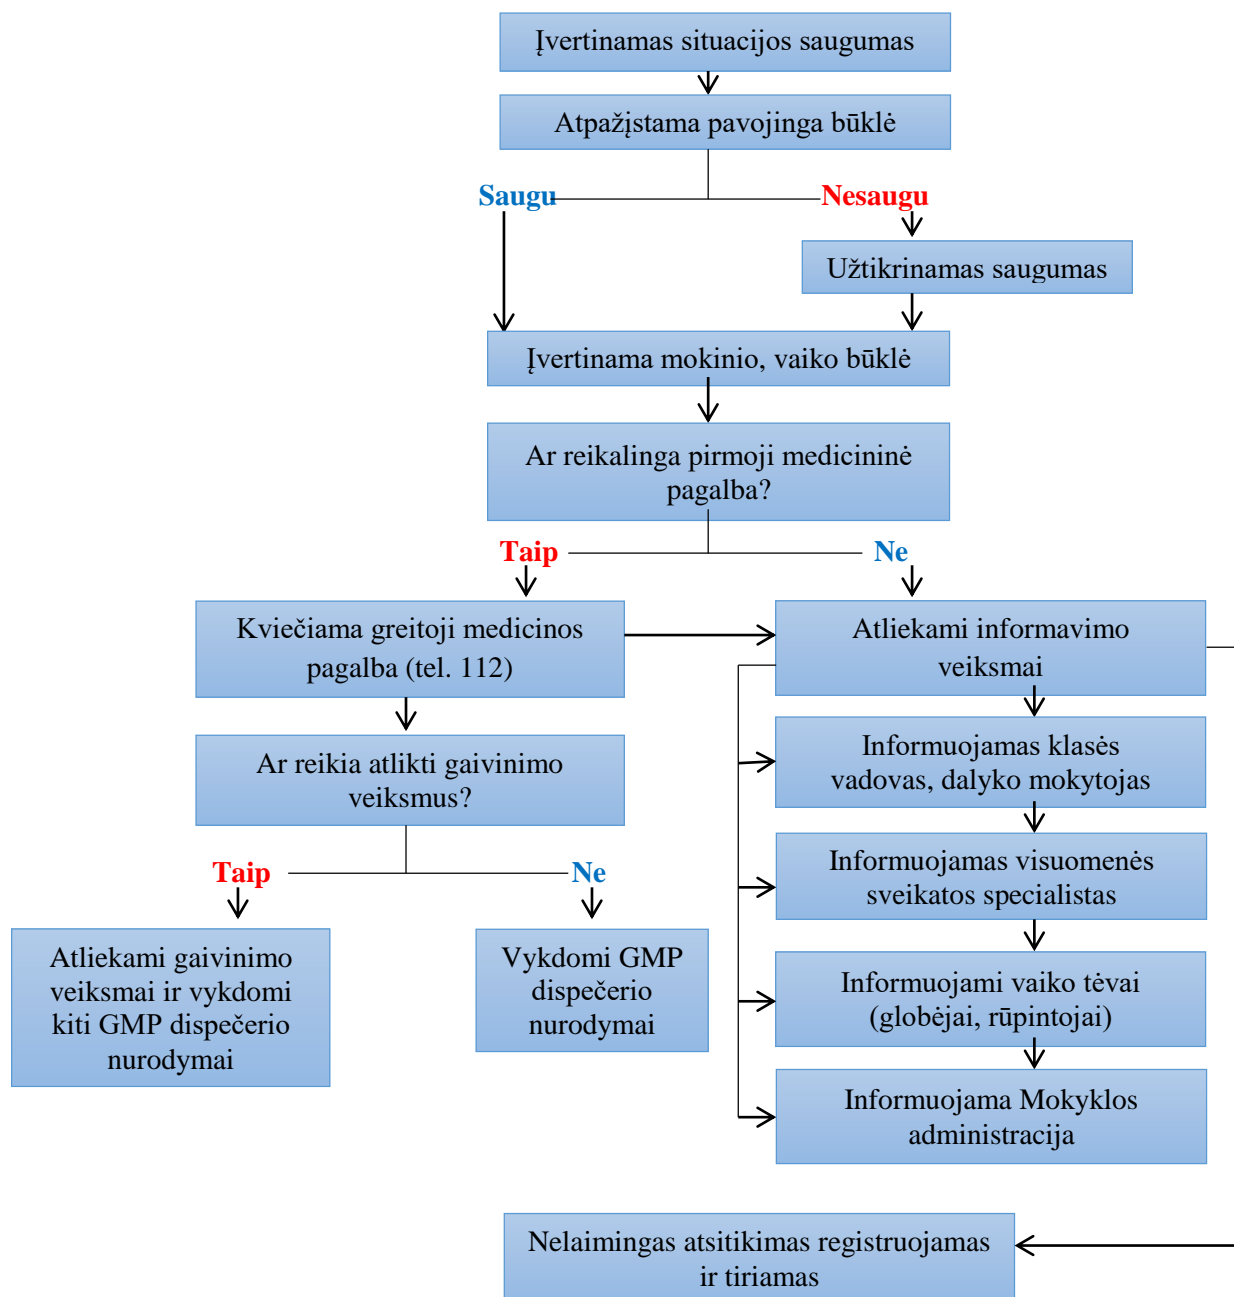 Įvertinamas situacijos saugumas
Atpažįstama pavojinga būklė
Saugu
Nesaugu
Užtikrinamas saugumas
Įvertinama mokinio, vaiko būklė
Ar reikalinga pirmoji medicininė
pagalba?
Taip
Ne
Kviečiama greitoji medicinos
pagalba (tel. 112)
Atliekami informavimo
veiksmai
Ar reikia atlikti gaivinimo
veiksmus?
Informuojamas klasės
vadovas, dalyko mokytojas
Taip
Ne
Informuojamas visuomenės
sveikatos specialistas
Atliekami gaivinimo
veiksmai ir vykdomi
kiti GMP dispečerio
nurodymai
Vykdomi GMP
dispečerio
nurodymai
Informuojami vaiko tėvai
(globėjai, rūpintojai)
Informuojama Mokyklos
administracija
Nelaimingas atsitikimas registruojamas
ir tiriamas